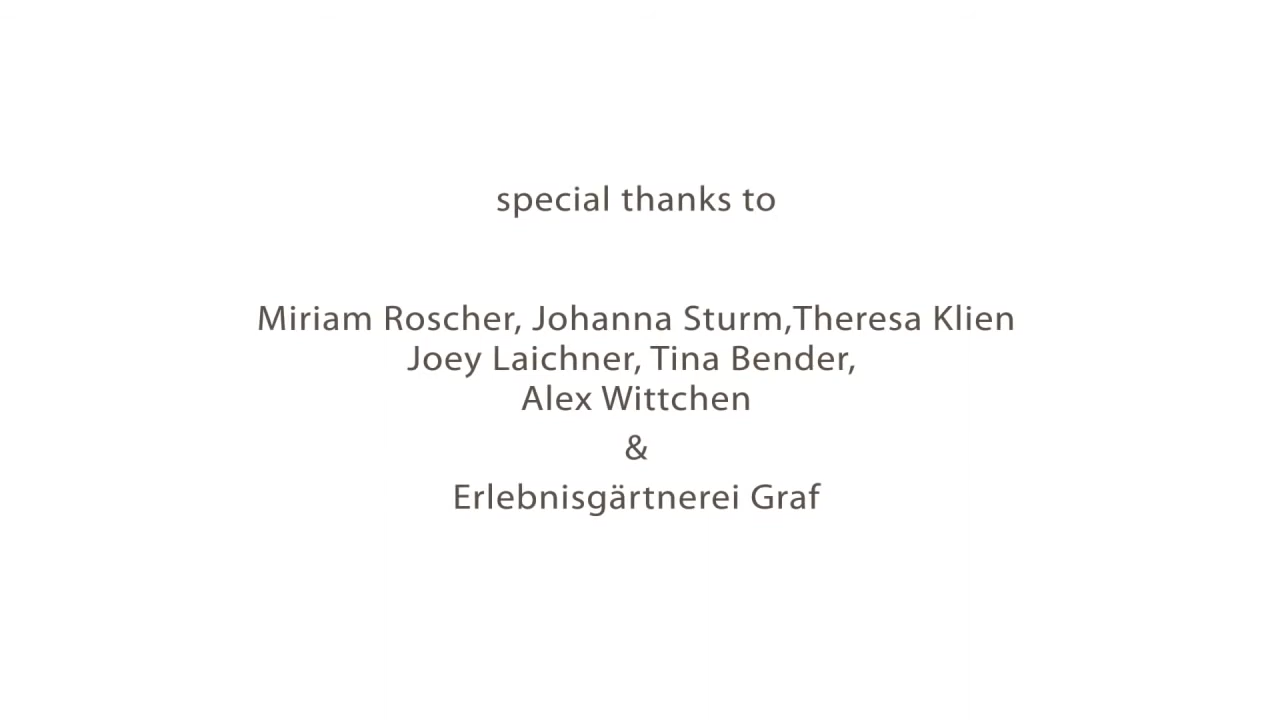 special thanks to
Miriam Roscher, Johanna Sturm,Theresa Klien
Joey Laichner, Tina Bender,
Alex Wittchen
&
Erlebnisgärtnerei Graf